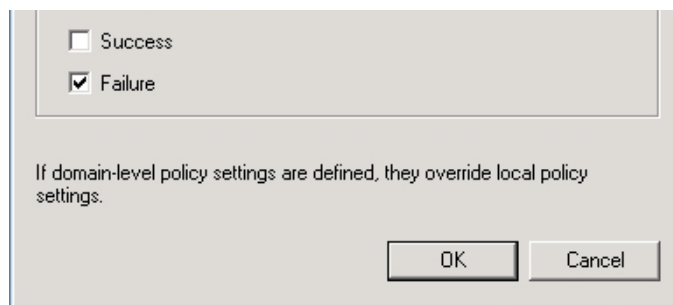 Success
Failure
If domain-level policy settings are defined, they override local policy
settings.
OK Cancel